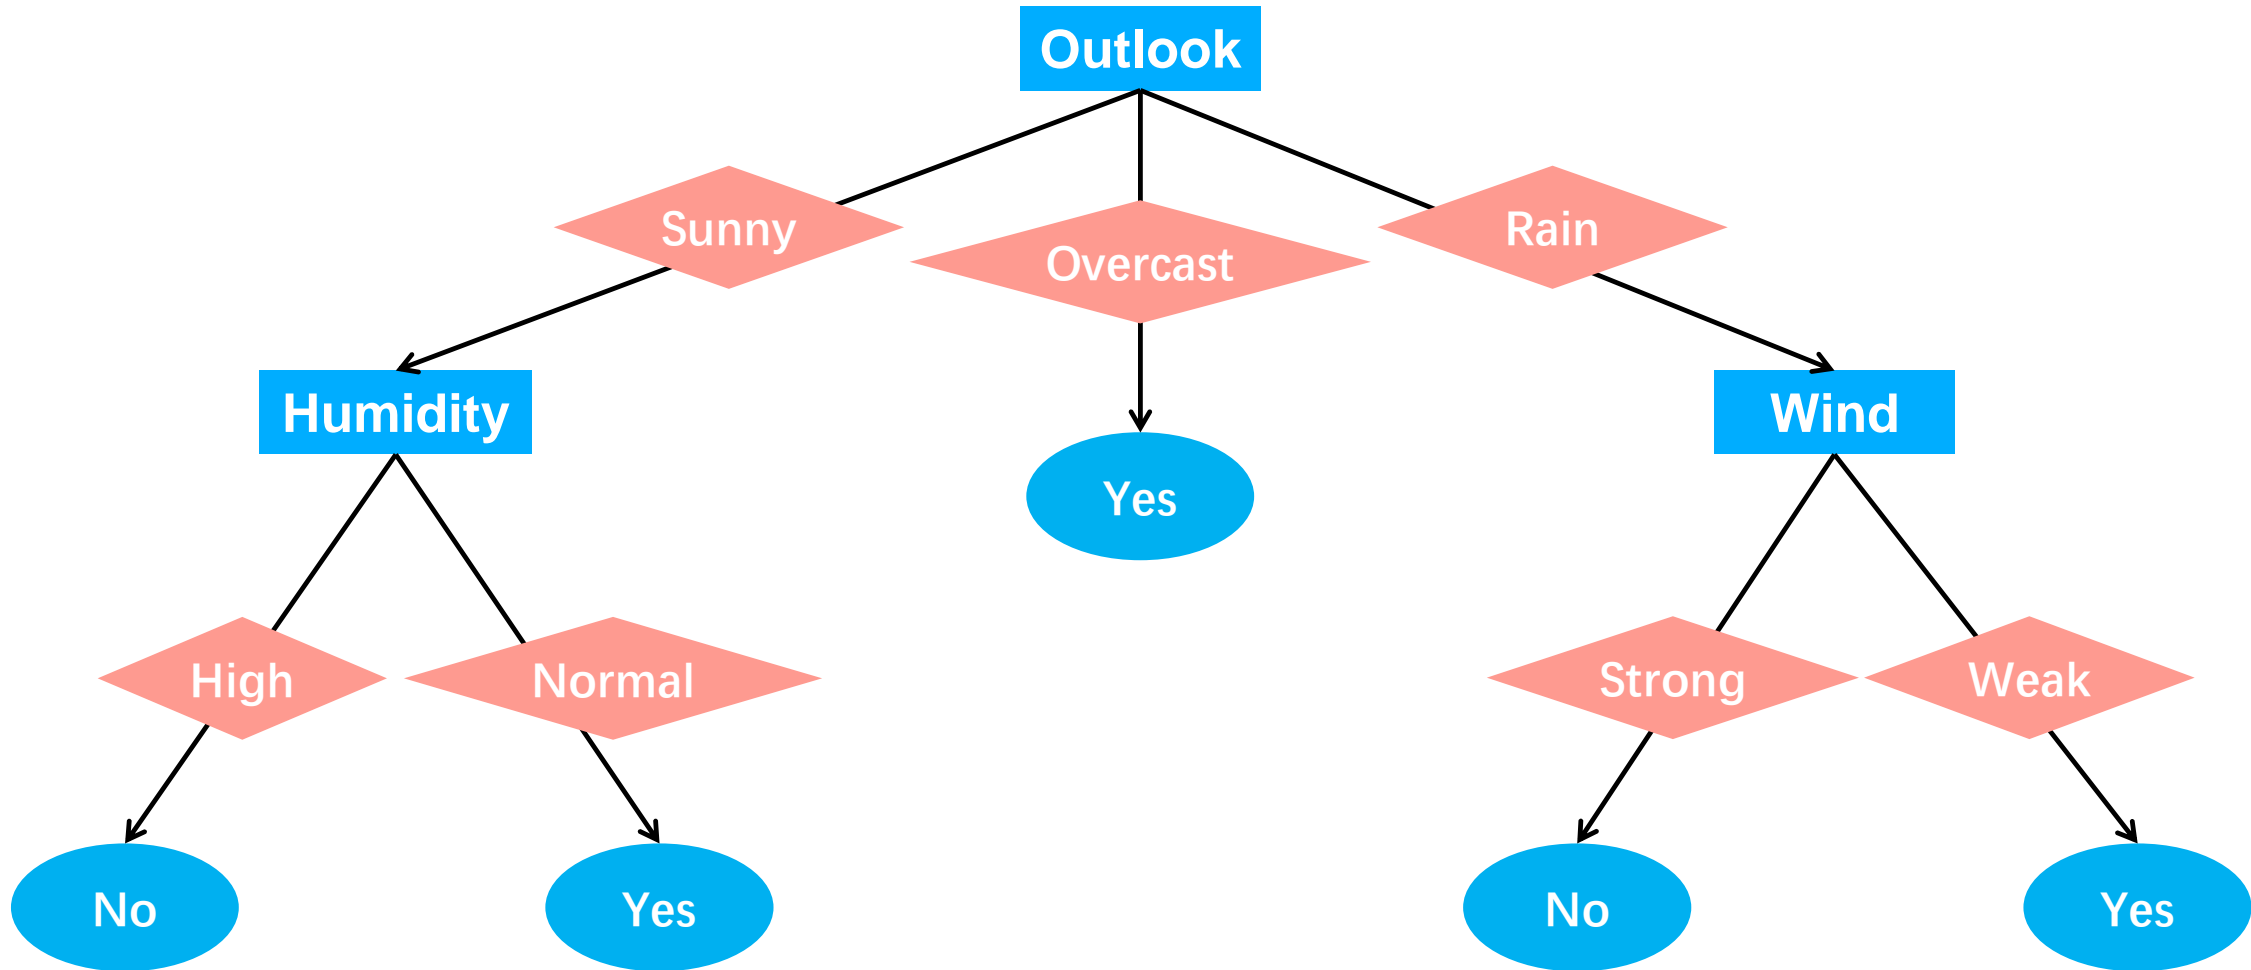 Outlook
Sunny
Overcast
Rain
Humidity
Yes
Wind
High
Normal
Strong
Weak
No
Yes
No
Yes